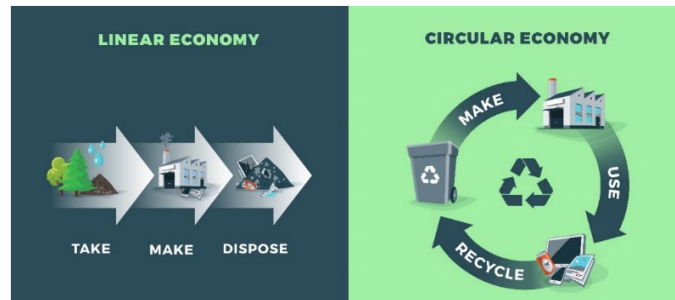 LINEAR ECONOMY
TAKE
MAKE
DISPOSE
CIRCULAR ECONOMY
MAKE
USE
RECYCLE